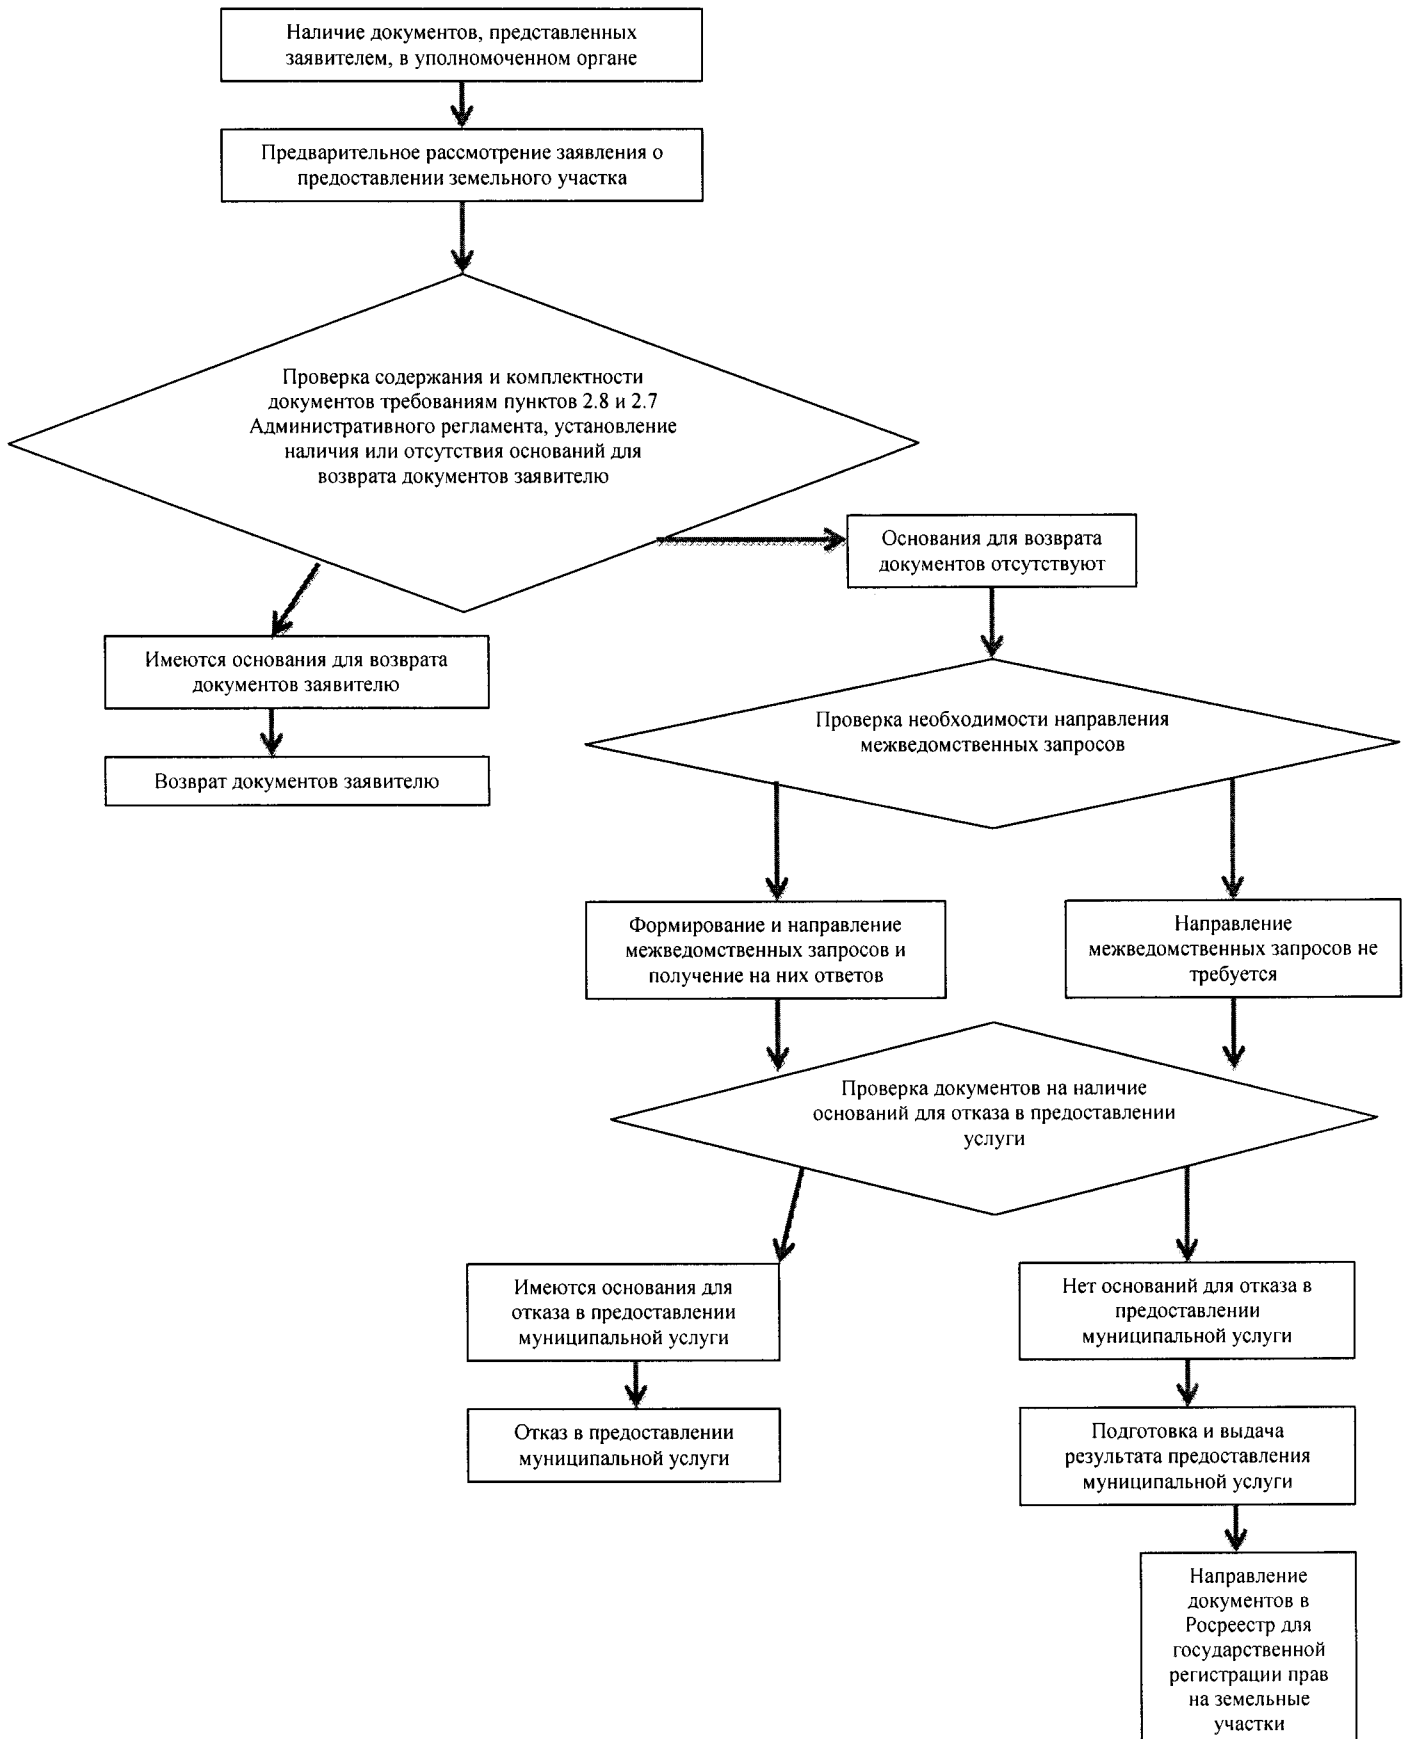 Наличие документов, представленных
заявителем, в уполномоченном органе
Предварительное рассмотрение заявления о
предоставлении земельного участка
Проверка содержания и комплектности
документов требованиям пунктов 2.8 и 2.7
Административного регламента, установление
наличия или отсутствия оснований для
возврата документов заявителю
Основания для возврата
документов отсутствуют
Имеются основания для возврата
документов заявителю
Возврат документов заявителю
Проверка необходимости направления
межведомственных запросов
Формирование и направление
межведомственных запросов и
получение на них ответов
Направление
межведомственных запросов не
требуется
Проверка документов на наличие
оснований для отказа в предоставлении
услуги
Имеются основания для
отказа в предоставлении
муниципальной услуги
Отказ в предоставлении
муниципальной услуги
Нет оснований для отказа в
предоставлении
муниципальной услуги
Подготовка и выдача
результата предоставления
муниципальной услуги
Направление
документов в
Росреестр для
государственной
регистрации прав
на земельные
участки